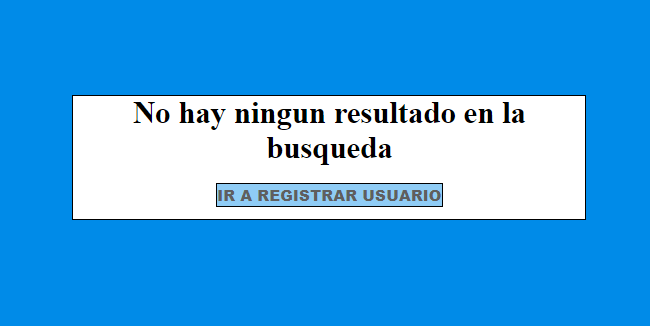 No hay ningun resultado en la
busqueda
IR A REGISTRAR USUARIO